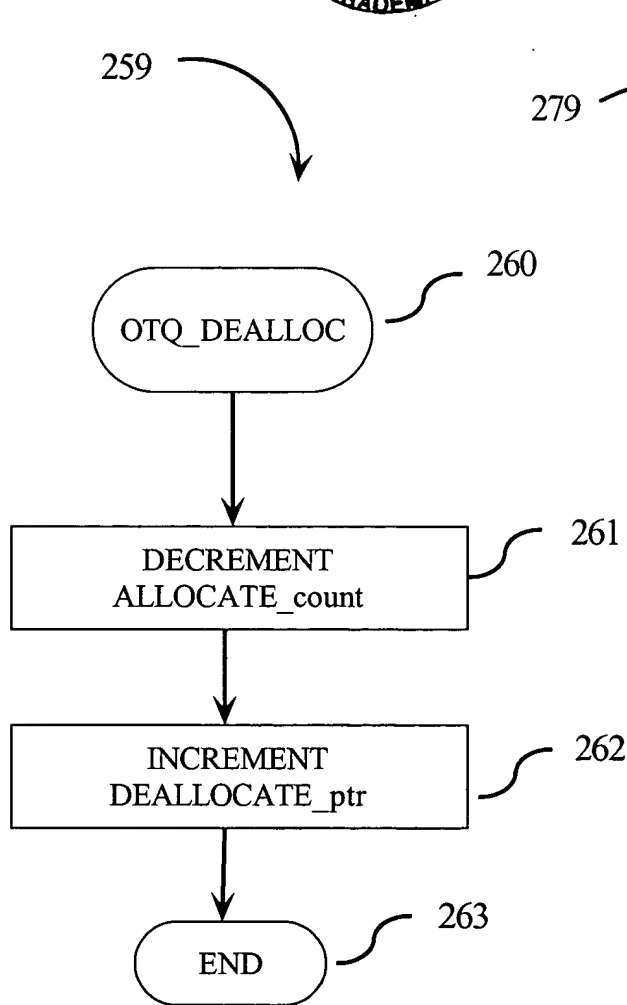 259
279
260
OTQ_DEALLOC
261
DECREMENT
ALLOCATE_count
262
INCREMENT
DEALLOCATE_ptr
263
END